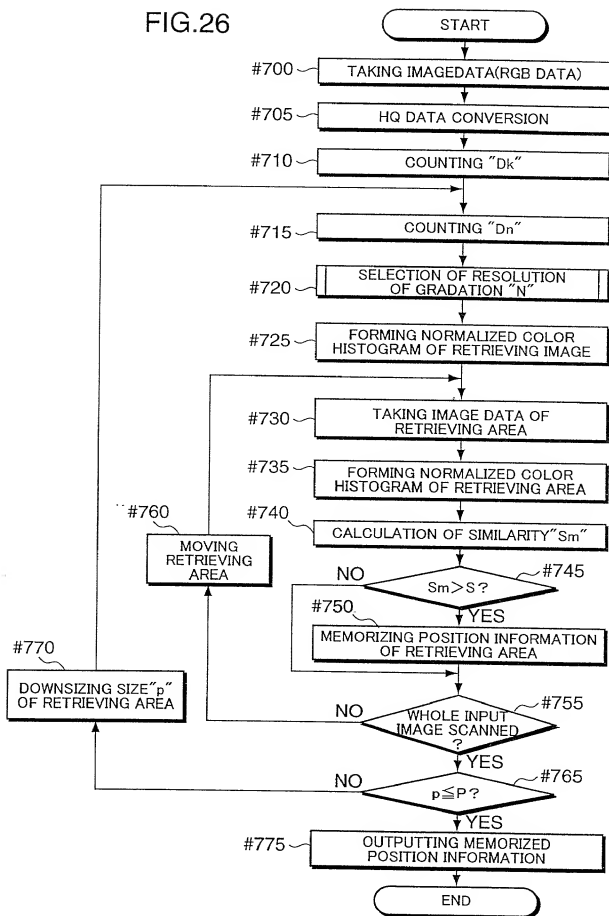 FIG.26
START
#700
TAKING IMAGEDATA(RGB DATA)
#705
HQ DATA CONVERSION
#710
COUNTING "Dk"
#715
COUNTING "Dn"
#720
SELECTION OF RESOLUTION
OF GRADATION "N"
#725
FORMING NORMALIZED COLOR
HISTOGRAM OF RETRIEVING IMAGE
#730
TAKING IMAGE DATA OF
RETRIEVING AREA
#735
FORMING NORMALIZED COLOR
HISTOGRAM OF RETRIEVING AREA
#740
CALCULATION OF SIMILARITY"Sm"
#760
MOVING
RETRIEVING
AREA
NO
Sm>S?
#745
YES
#750
MEMORIZING POSITION INFORMATION
OF RETRIEVING AREA
#770
DOWNSIZING SIZE"p"
OF RETRIEVING AREA
NO
WHOLE INPUT
IMAGE SCANNED
?
#755
YES
NO
p≦P?
#765
YES
#775
OUTPUTTING MEMORIZED
POSITION INFORMATION
END